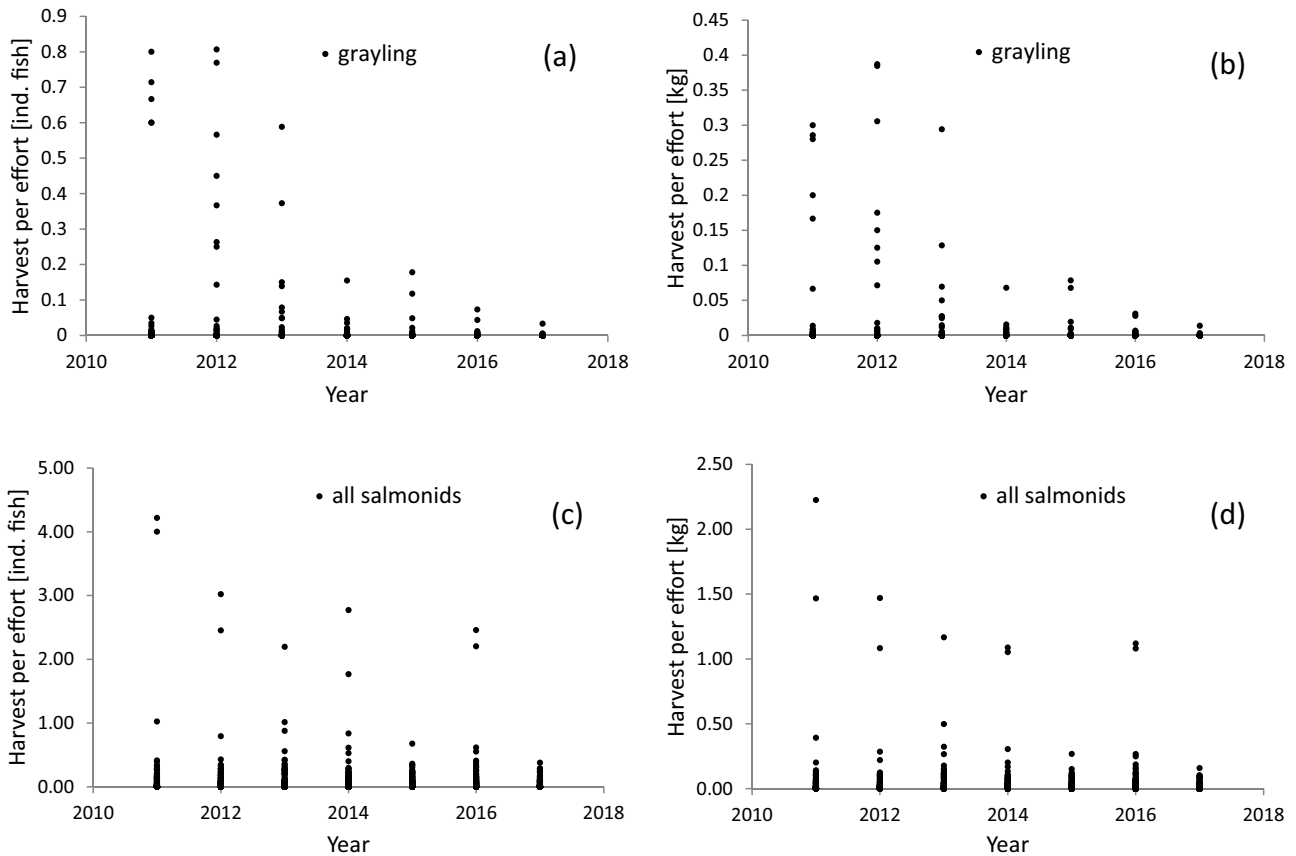 Harvest per effort [ind. fish]
0.9
0.8
0.7
0.6
0.5
0.4
0.3
0.2
0.1
0
grayling
(a)
2010 2012 2014 2016 2018
Year
Harvest per effort [kg]
0.45
0.4
0.35
0.3
0.25
0.2
0.15
0.1
0.05
0
grayling
(b)
2010 2012 2014 2016 2018
Year
Harvest per effort [ind. fish]
5.00
4.00
3.00
2.00
1.00
0.00
all salmonids
(c)
2010 2012 2014 2016 2018
Year
Harvest per effort [kg]
2.50
2.00
1.50
1.00
0.50
0.00
all salmonids
(d)
2010 2012 2014 2016 2018
Year